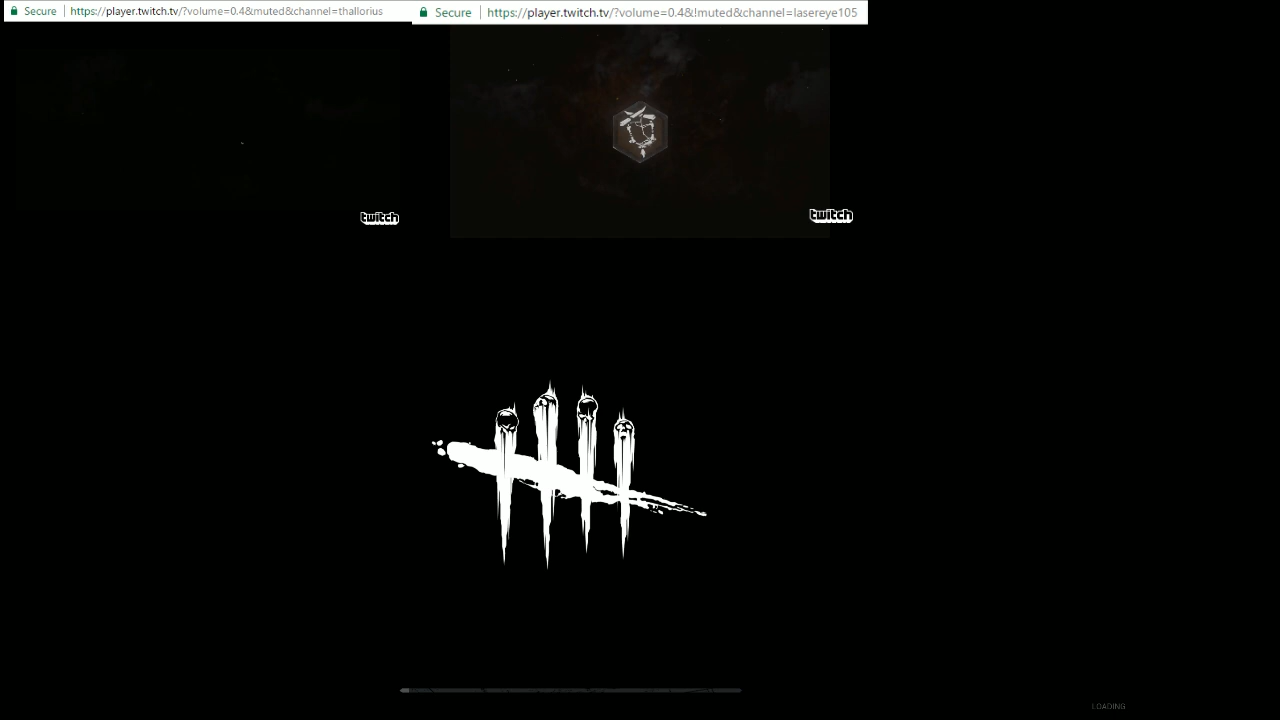 Secure https://player.twitch.tv/?volume=0.4&muted&channel=thallorius
Secure https://player.twitch.tv/?volume=0.4&!muted&channel=lasereye105
twitch
twitch
LOADING